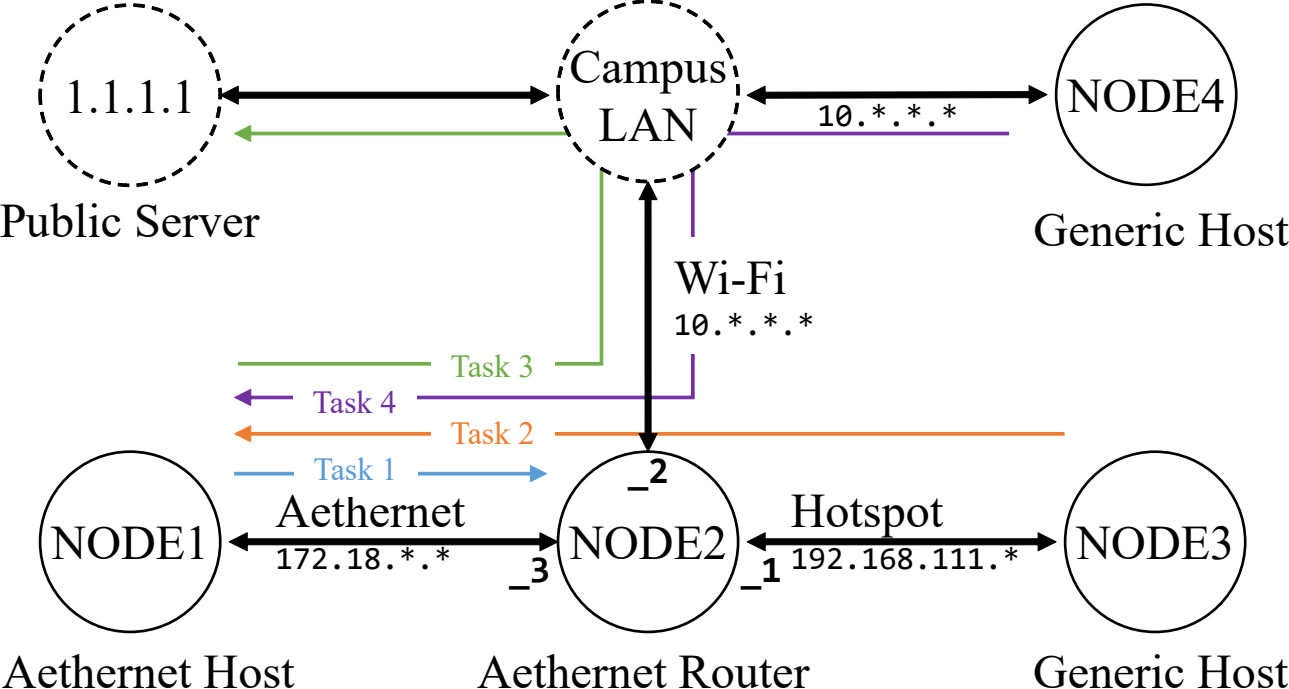 1.1.1.1
Campus
LAN
NODE4
10.*.*.*
Public Server
Generic Host
Wi-Fi
10.*.*.*
Task 3
Task 4
Task 2
Task 1
_2
NODE1
Aethernet
172.18.*.*
_3
NODE2
_1
Hotspot
192.168.111.*
NODE3
Aethernet Host
Aethernet Router
Generic Host